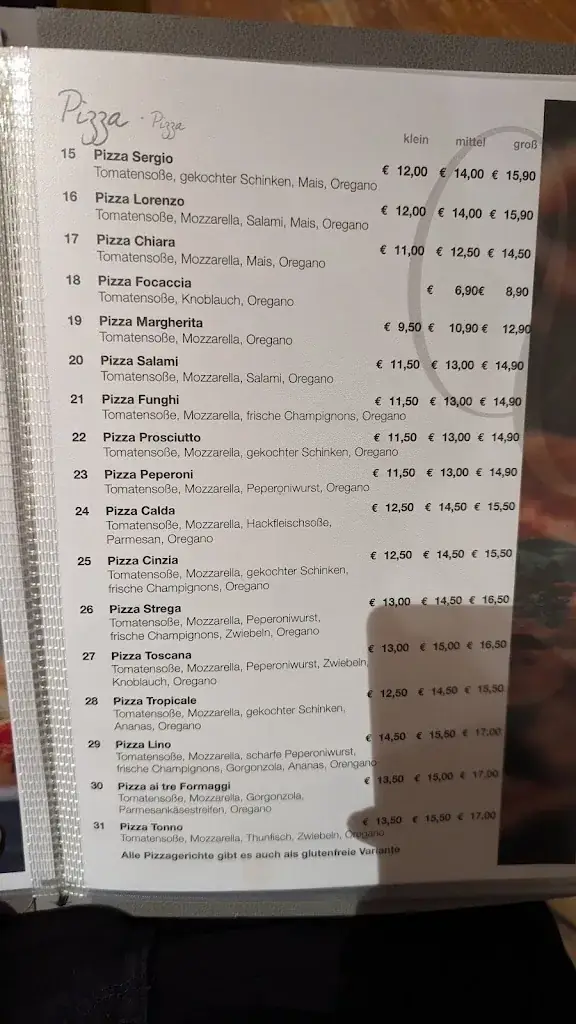 Pizza · Pizza
klein mittel groß
15 Pizza Sergio € 12,00 € 14,00 € 15,90
Tomatensoße, gekochter Schinken, Mais, Oregano
16 Pizza Lorenzo € 12,00 € 14,00 € 15,90
Tomatensoße, Mozzarella, Salami, Mais, Oregano
17 Pizza Chiara € 11,00 € 12,50 € 14,50
Tomatensoße, Mozzarella, Mais, Oregano
18 Pizza Focaccia € 6,90€ 8,90
Tomatensoße, Knoblauch, Oregano
19 Pizza Margherita € 9,50 € 10,90 € 12,90
Tomatensoße, Mozzarella, Oregano
20 Pizza Salami € 11,50 € 13,00 € 14,90
Tomatensoße, Mozzarella, Salami, Oregano
21 Pizza Funghi € 11,50 € 13,00 € 14,90
Tomatensoße, Mozzarella, frische Champignons, Oregano
22 Pizza Prosciutto € 11,50 € 13,00 € 14,90
Tomatensoße, Mozzarella, gekochter Schinken, Oregano
23 Pizza Peperoni € 11,50 € 13,00 € 14,90
Tomatensoße, Mozzarella, Peperoniwurst, Oregano
24 Pizza Calda € 12,50 € 14,50 € 15,50
Tomatensoße, Mozzarella, Hackfleischsoße,
Parmesan, Oregano
25 Pizza Cinzia € 12,50 € 14,50 € 15,50
Tomatensoße, Mozzarella, gekochter Schinken,
frische Champignons, Oregano
26 Pizza Strega € 13,00 € 14,50 € 16,50
Tomatensoße, Mozzarella, Peperoniwurst,
frische Champignons, Zwiebeln, Oregano
27 Pizza Toscana € 13,00 € 15,00 € 16,50
Tomatensoße, Mozzarella, Peperoniwurst, Zwiebeln,
Knoblauch, Oregano
28 Pizza Tropicale € 12,50 € 14,50 € 15,50
Tomatensoße, Mozzarella, gekochter Schinken,
Ananas, Oregano
29 Pizza Lino € 14,50 € 15,50 € 17,00
Tomatensoße, Mozzarella, scharfe Peperoniwurst,
frische Champignons, Gorgonzola, Ananas, Orengano
30 Pizza ai tre Formaggi € 13,50 € 15,00 € 17,00
Tomatensoße, Mozzarella, Gorgonzola,
Parmesankäsestreifen, Oregano
31 Pizza Tonno € 13,50 € 15,50 € 17,00
Tomatensoße, Mozzarella, Thunfisch, Zwiebeln, Oregano
Alle Pizzagerichte gibt es auch als glutenfreie Variante